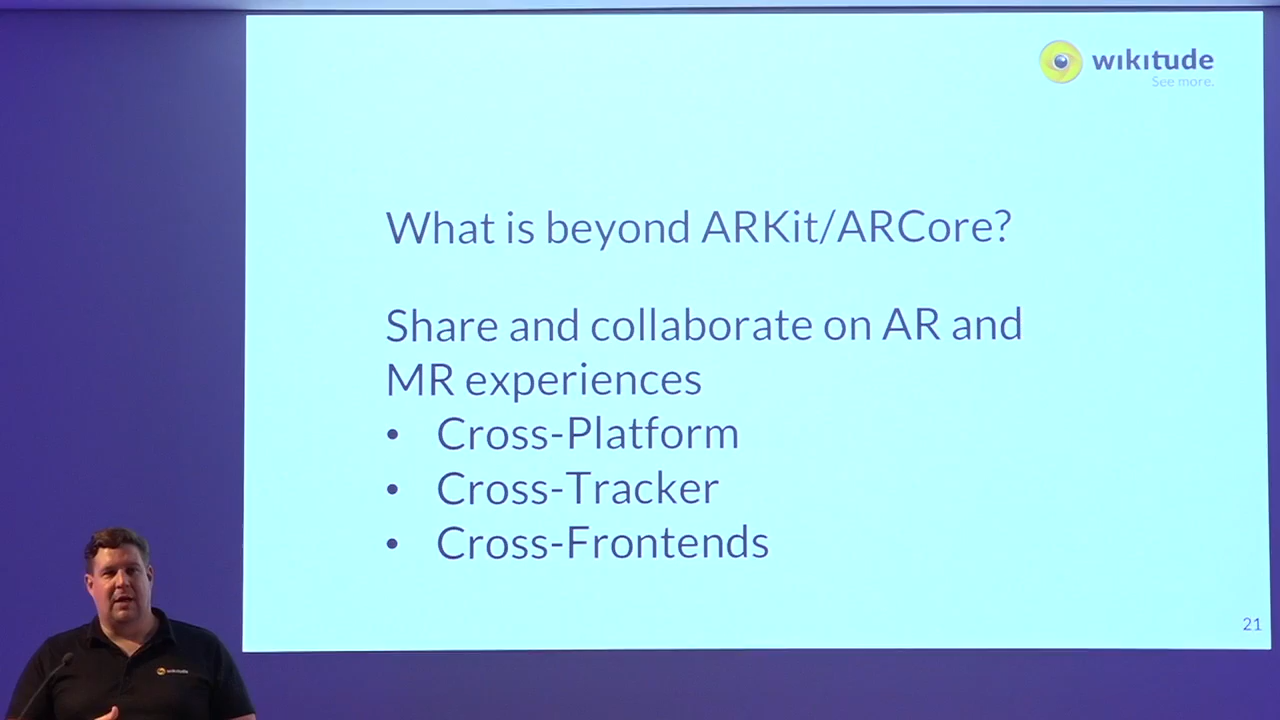 wikitude
See more.
What is beyond ARKit/ARCore?
Share and collaborate on AR and
MR experiences
• Cross-Platform
• Cross-Tracker
• Cross-Frontends
21
wikitude